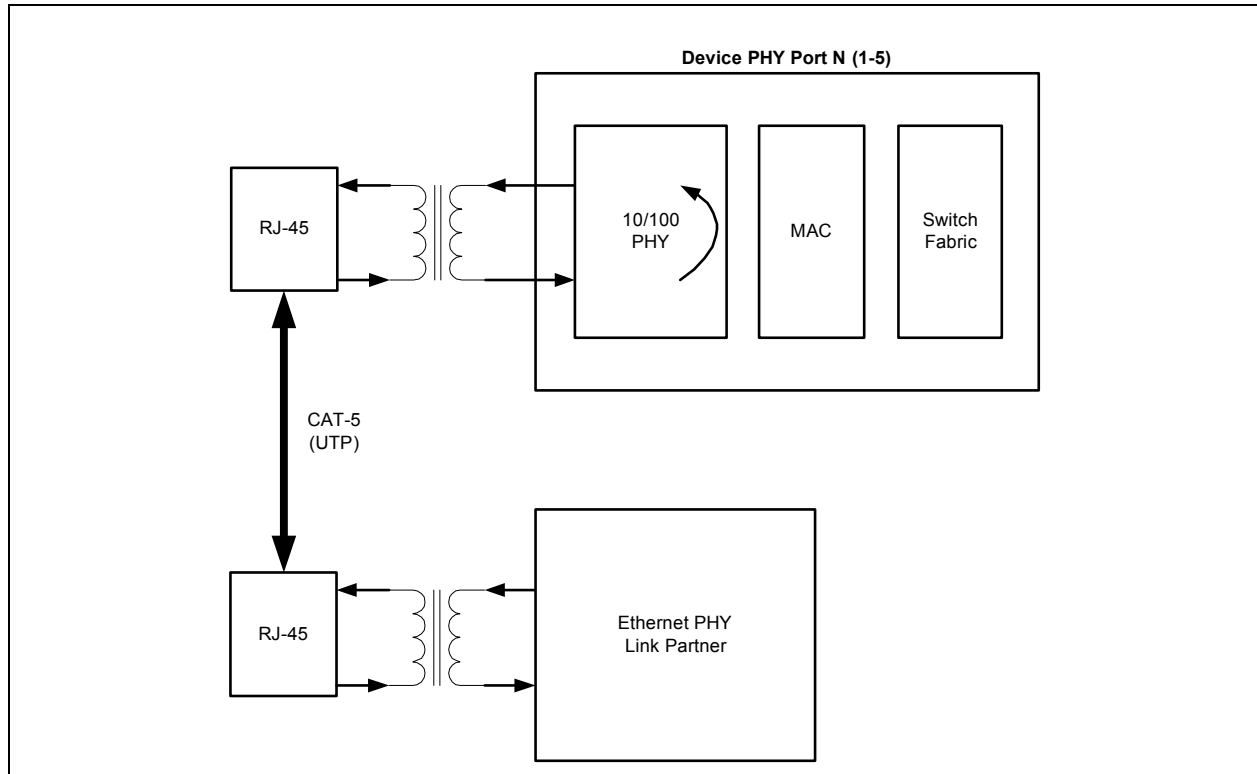 Device PHY Port N (1-5)
RJ-45
10/100
PHY
MAC
Switch
Fabric
CAT-5
(UTP)
RJ-45
Ethernet PHY
Link Partner